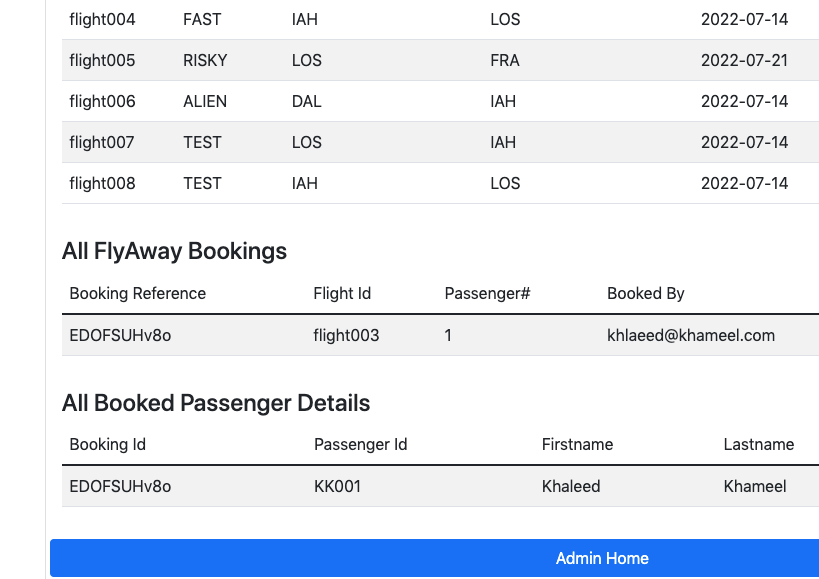 flight004 FAST IAH LOS 2022-07-14
flight005 RISKY LOS FRA 2022-07-21
flight006 ALIEN DAL IAH 2022-07-14
flight007 TEST LOS IAH 2022-07-14
flight008 TEST IAH LOS 2022-07-14
All FlyAway Bookings
Booking Reference Flight Id Passenger# Booked By
EDOFSUHv8o flight003 1 khlaeed@khameel.com
All Booked Passenger Details
Booking Id Passenger Id Firstname Lastname
EDOFSUHv8o KK001 Khaleed Khameel
Admin Home